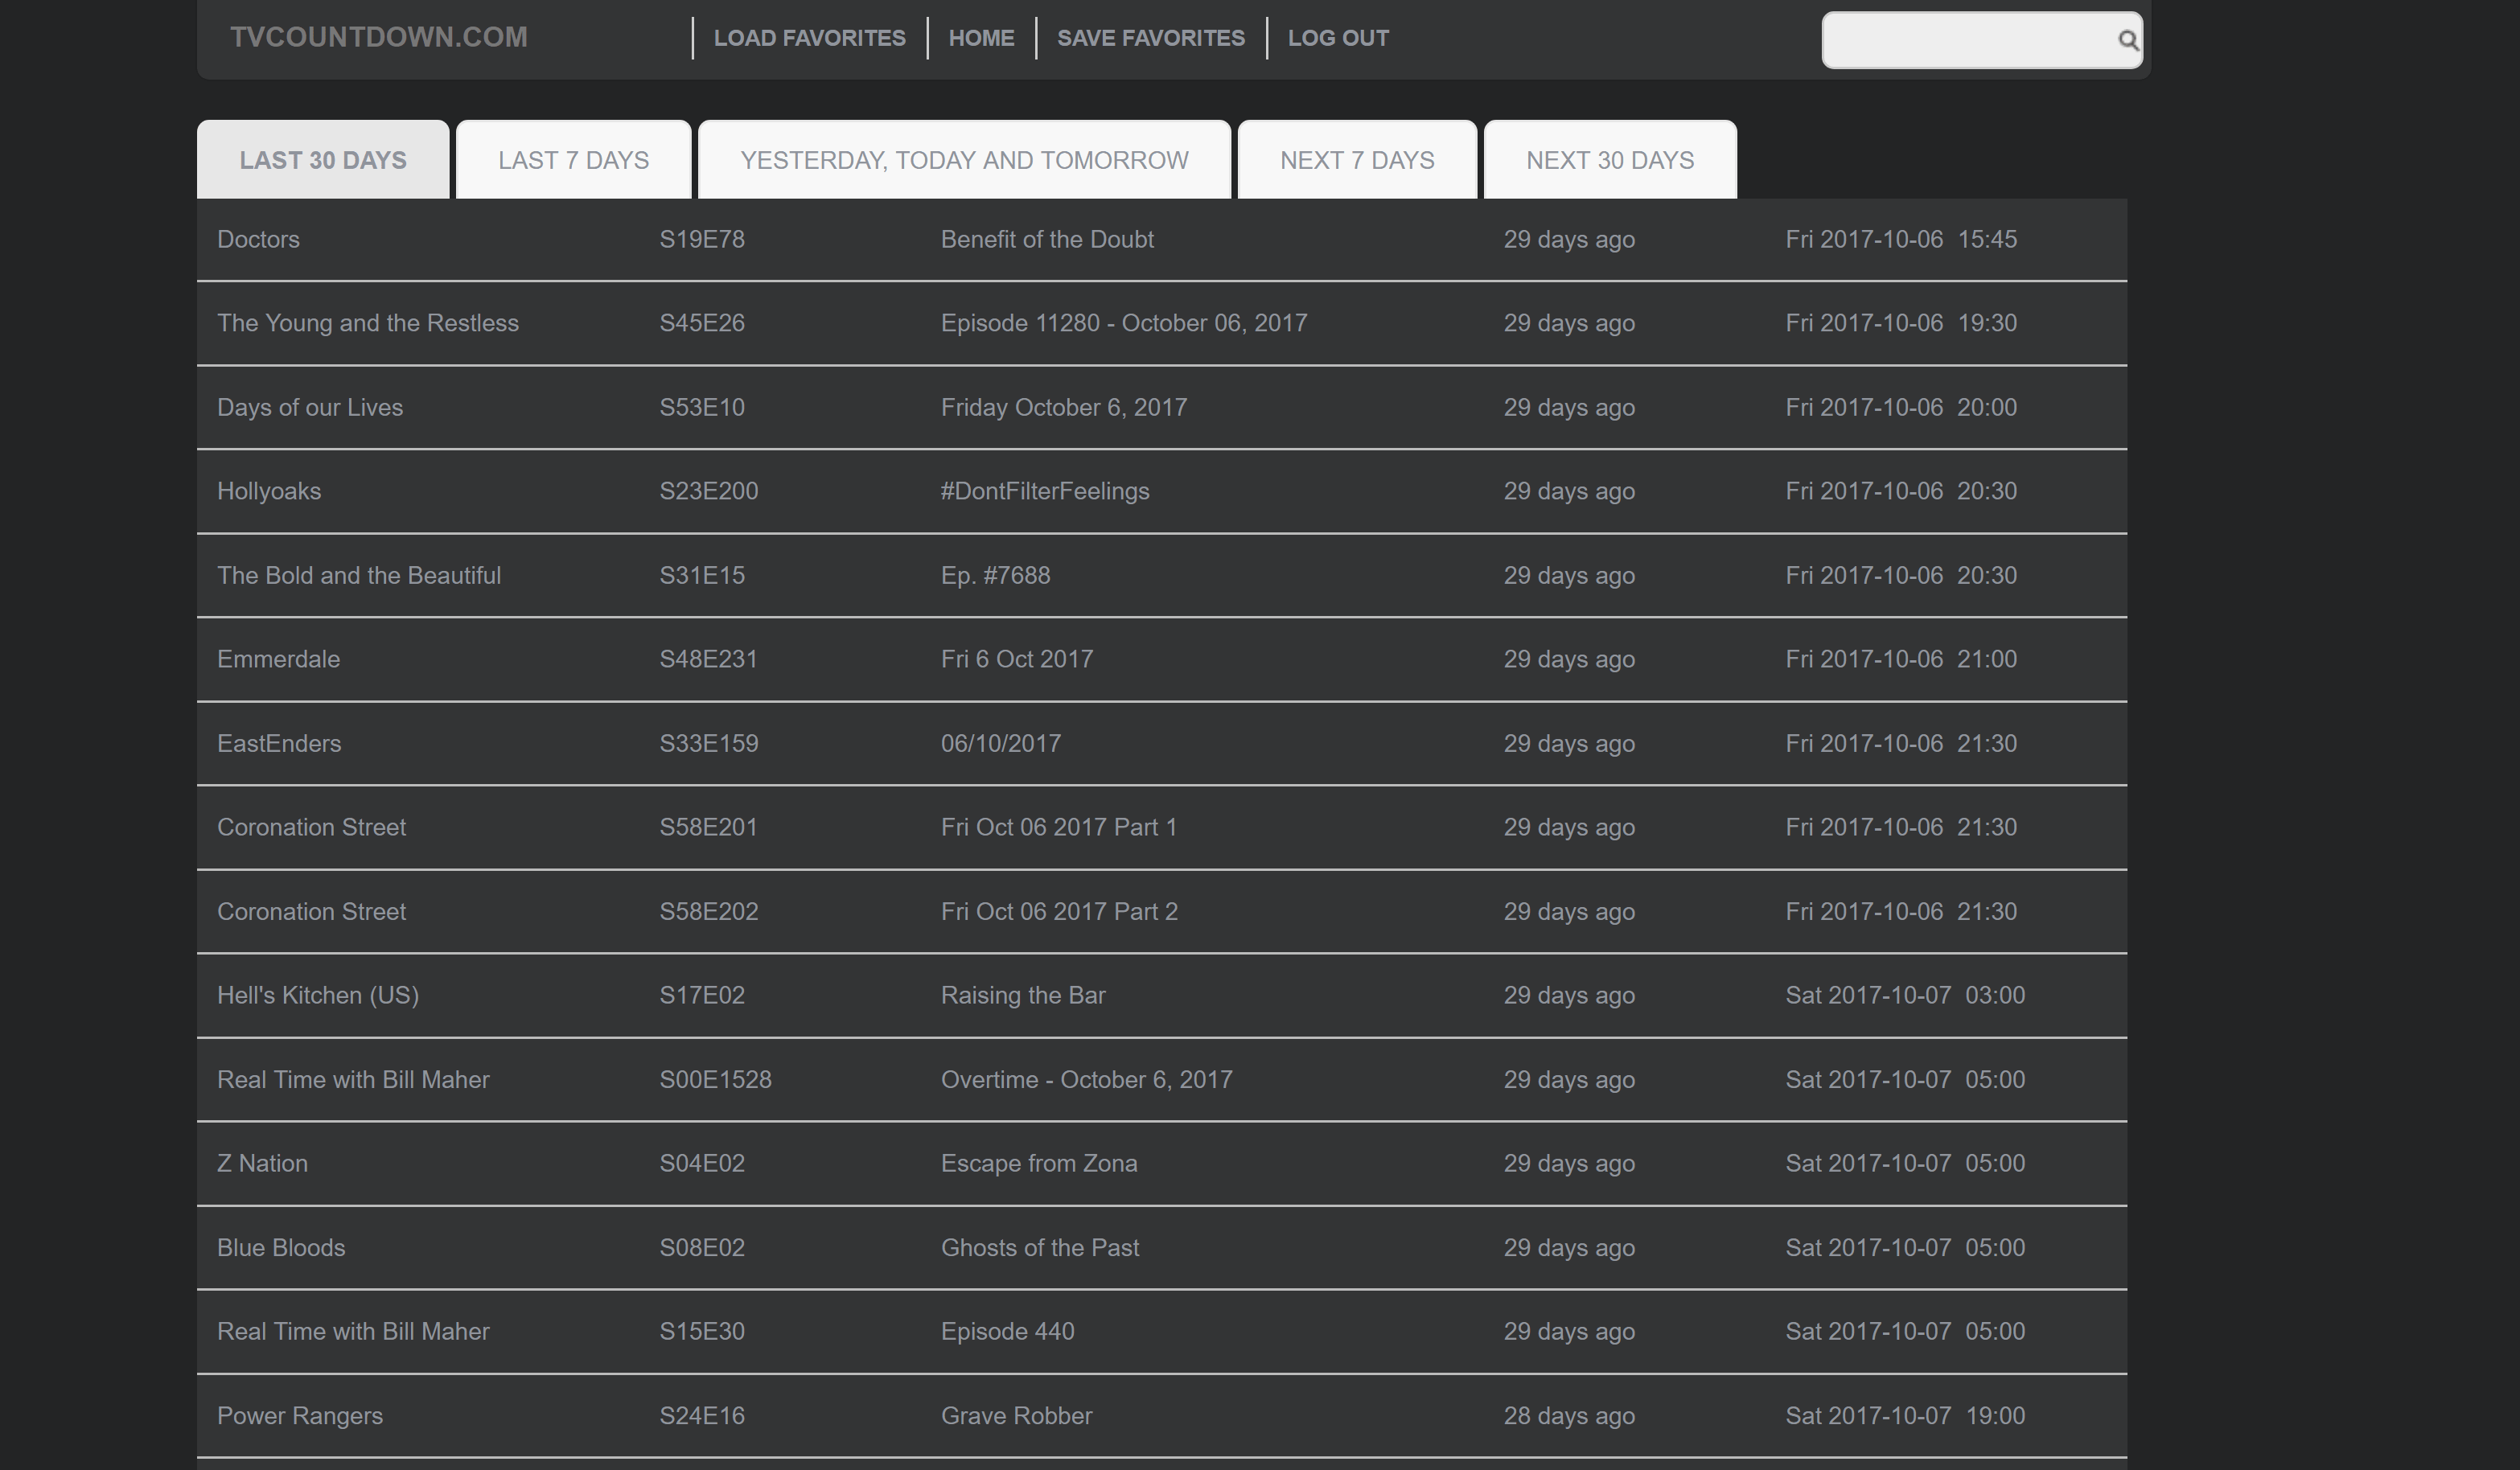 TVCOUNTDOWN.COM LOAD FAVORITES HOME SAVE FAVORITES LOG OUT
LAST 30 DAYS LAST 7 DAYS YESTERDAY, TODAY AND TOMORROW NEXT 7 DAYS NEXT 30 DAYS
Doctors S19E78 Benefit of the Doubt 29 days ago Fri 2017-10-06 15:45
The Young and the Restless S45E26 Episode 11280 - October 06, 2017 29 days ago Fri 2017-10-06 19:30
Days of our Lives S53E10 Friday October 6, 2017 29 days ago Fri 2017-10-06 20:00
Hollyoaks S23E200 #DontFilterFeelings 29 days ago Fri 2017-10-06 20:30
The Bold and the Beautiful S31E15 Ep. #7688 29 days ago Fri 2017-10-06 20:30
Emmerdale S48E231 Fri 6 Oct 2017 29 days ago Fri 2017-10-06 21:00
EastEnders S33E159 06/10/2017 29 days ago Fri 2017-10-06 21:30
Coronation Street S58E201 Fri Oct 06 2017 Part 1 29 days ago Fri 2017-10-06 21:30
Coronation Street S58E202 Fri Oct 06 2017 Part 2 29 days ago Fri 2017-10-06 21:30
Hell's Kitchen (US) S17E02 Raising the Bar 29 days ago Sat 2017-10-07 03:00
Real Time with Bill Maher S00E1528 Overtime - October 6, 2017 29 days ago Sat 2017-10-07 05:00
Z Nation S04E02 Escape from Zona 29 days ago Sat 2017-10-07 05:00
Blue Bloods S08E02 Ghosts of the Past 29 days ago Sat 2017-10-07 05:00
Real Time with Bill Maher S15E30 Episode 440 29 days ago Sat 2017-10-07 05:00
Power Rangers S24E16 Grave Robber 28 days ago Sat 2017-10-07 19:00